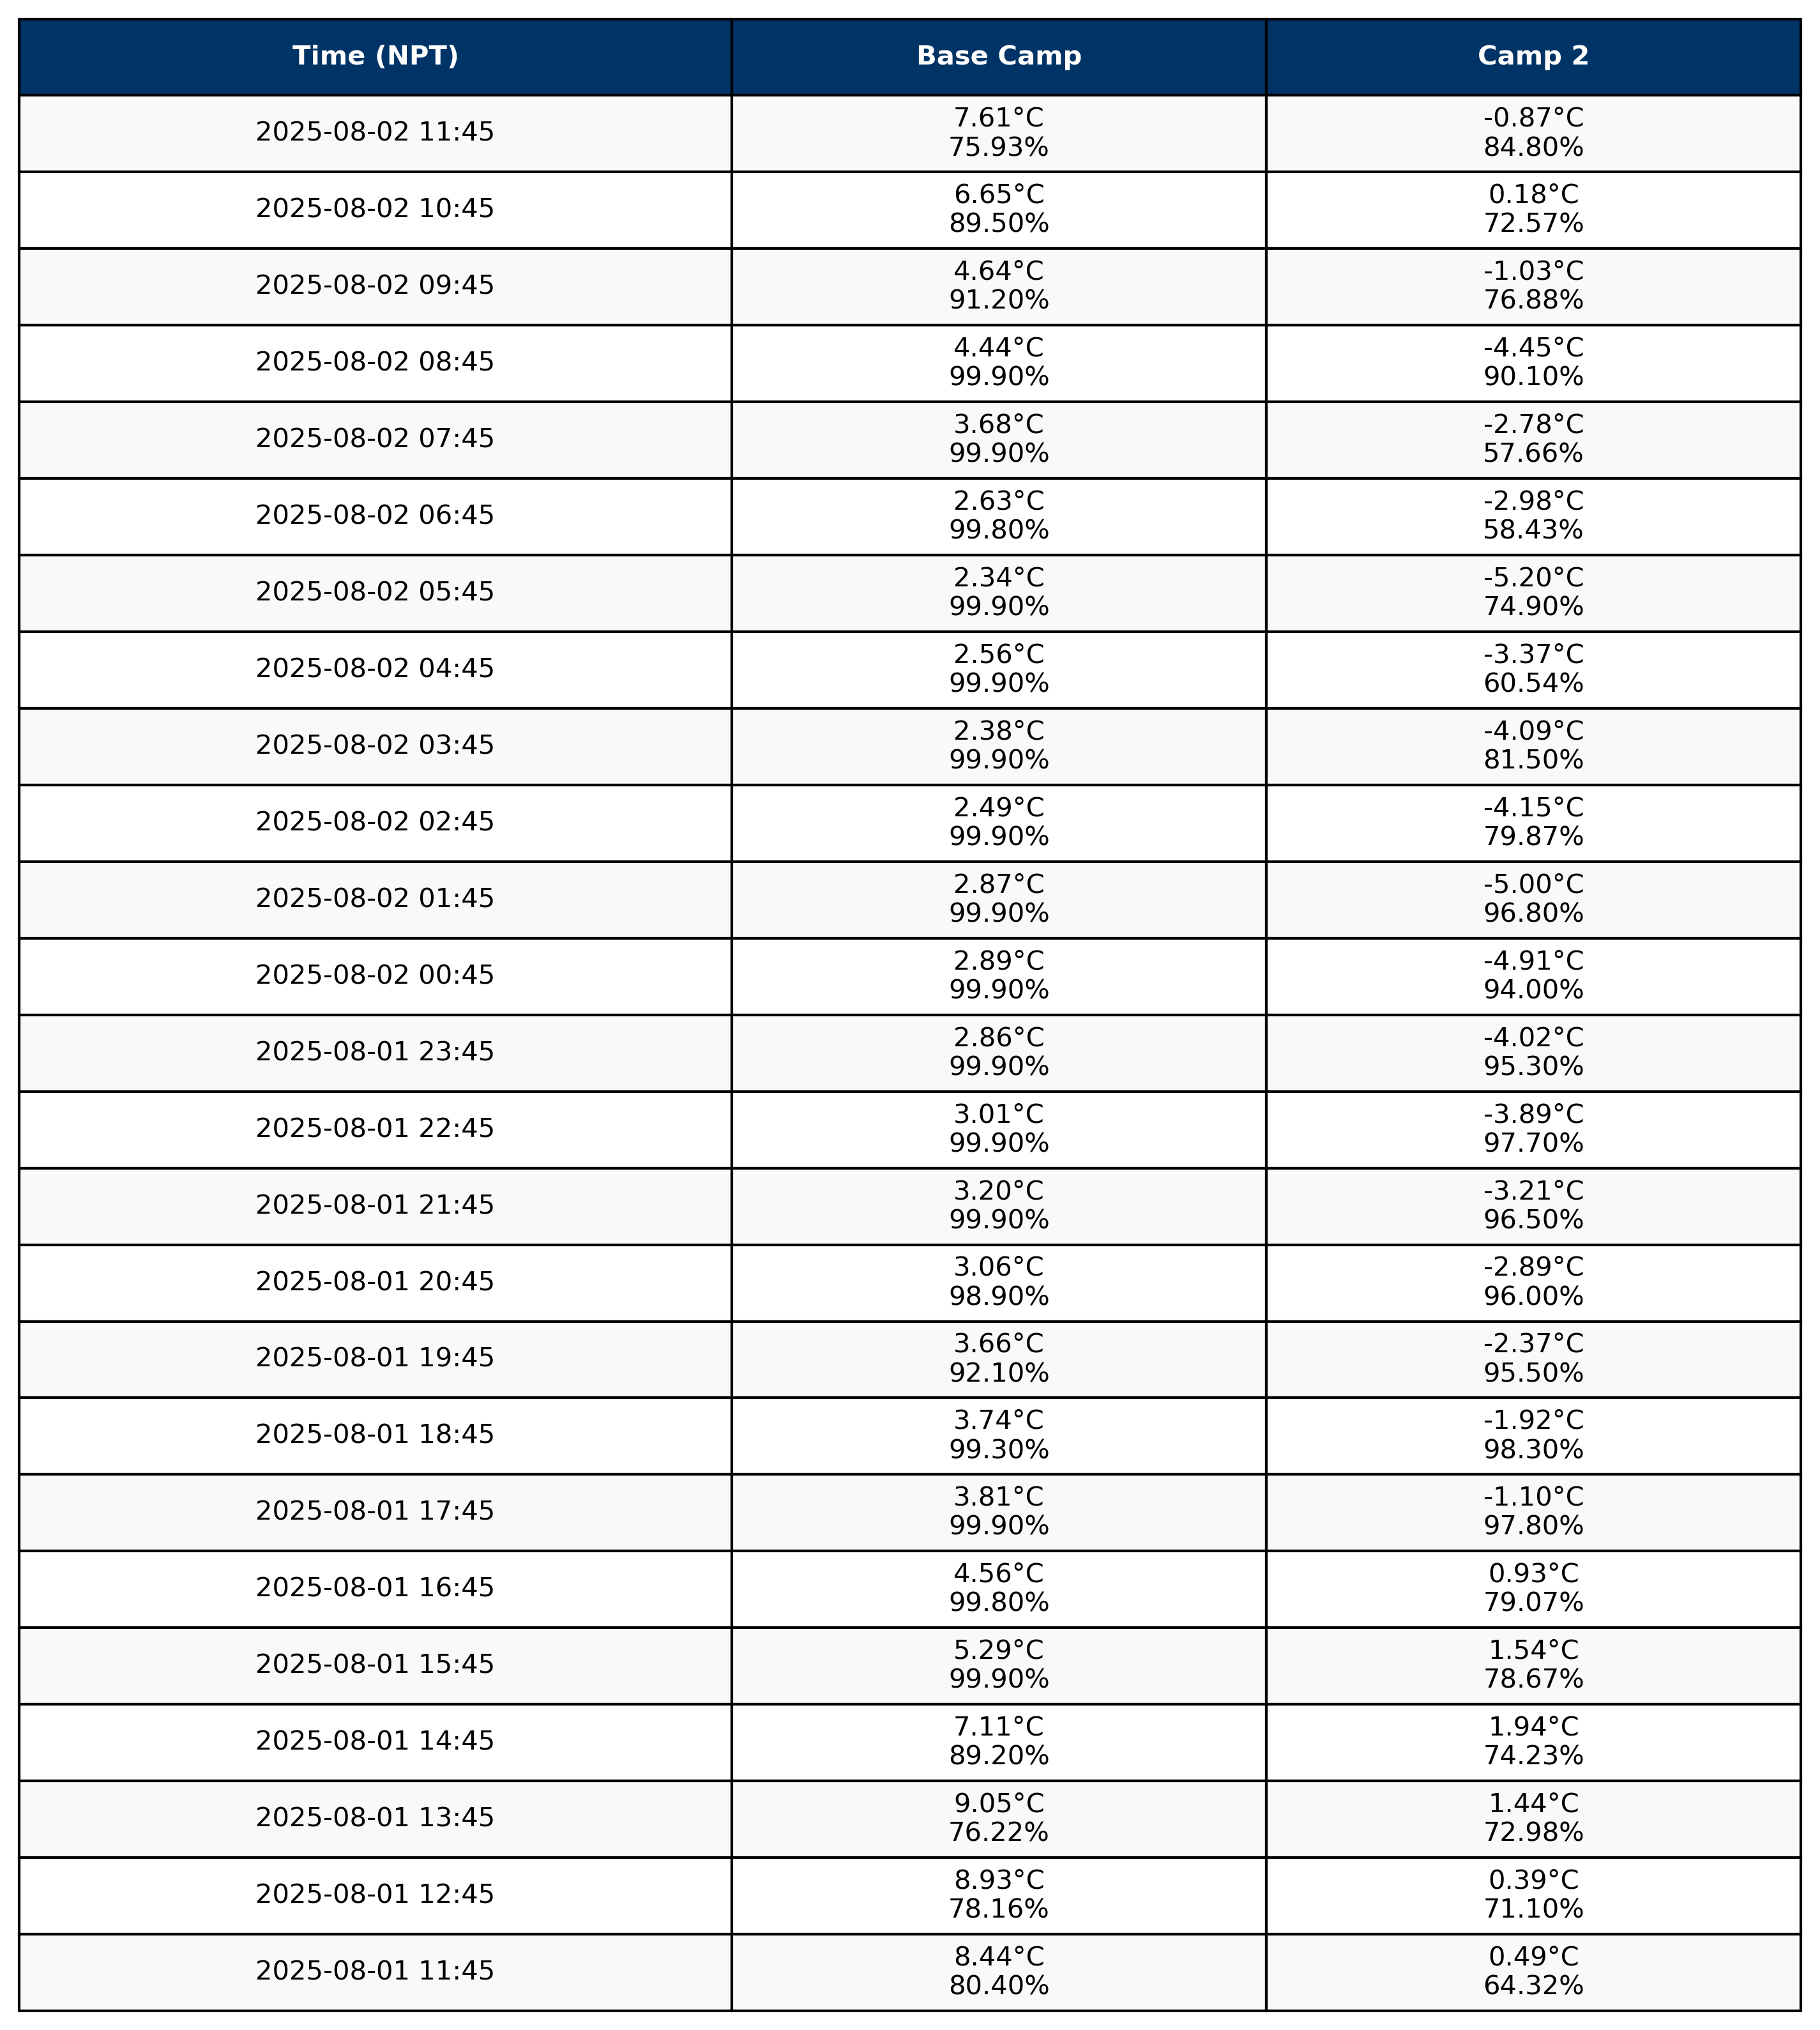 Time (NPT) Base Camp Camp 2
2025-08-02 11:45 7.61°C -0.87°C
75.93% 84.80%
2025-08-02 10:45 6.65°C 0.18°C
89.50% 72.57%
2025-08-02 09:45 4.64°C -1.03°C
91.20% 76.88%
2025-08-02 08:45 4.44°C -4.45°C
99.90% 90.10%
2025-08-02 07:45 3.68°C -2.78°C
99.90% 57.66%
2025-08-02 06:45 2.63°C -2.98°C
99.80% 58.43%
2025-08-02 05:45 2.34°C -5.20°C
99.90% 74.90%
2025-08-02 04:45 2.56°C -3.37°C
99.90% 60.54%
2025-08-02 03:45 2.38°C -4.09°C
99.90% 81.50%
2025-08-02 02:45 2.49°C -4.15°C
99.90% 79.87%
2025-08-02 01:45 2.87°C -5.00°C
99.90% 96.80%
2025-08-02 00:45 2.89°C -4.91°C
99.90% 94.00%
2025-08-01 23:45 2.86°C -4.02°C
99.90% 95.30%
2025-08-01 22:45 3.01°C -3.89°C
99.90% 97.70%
2025-08-01 21:45 3.20°C -3.21°C
99.90% 96.50%
2025-08-01 20:45 3.06°C -2.89°C
98.90% 96.00%
2025-08-01 19:45 3.66°C -2.37°C
92.10% 95.50%
2025-08-01 18:45 3.74°C -1.92°C
99.30% 98.30%
2025-08-01 17:45 3.81°C -1.10°C
99.90% 97.80%
2025-08-01 16:45 4.56°C 0.93°C
99.80% 79.07%
2025-08-01 15:45 5.29°C 1.54°C
99.90% 78.67%
2025-08-01 14:45 7.11°C 1.94°C
89.20% 74.23%
2025-08-01 13:45 9.05°C 1.44°C
76.22% 72.98%
2025-08-01 12:45 8.93°C 0.39°C
78.16% 71.10%
2025-08-01 11:45 8.44°C 0.49°C
80.40% 64.32%